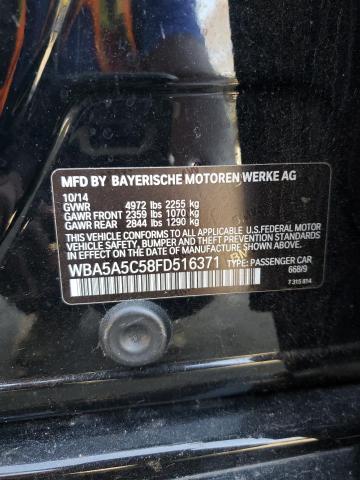 MFD BY BAYERISCHE MOTOREN WERKE AG
10/14
GVWR 4972 lbs 2255 kg
GAWR FRONT 2359 lbs 1070 kg
GAWR REAR 2844 lbs 1290 kg
THIS VEHICLE CONFORMS TO ALL APPLICABLE U.S. FEDERAL MOTOR
VEHICLE SAFETY, BUMPER, AND THEFT PREVENTION STANDARDS
IN EFFECT ON THE DATE OF MANUFACTURE SHOWN ABOVE.
WBA5A5C58FD516371 TYPE: PASSENGER CAR
668/9
7 315 814